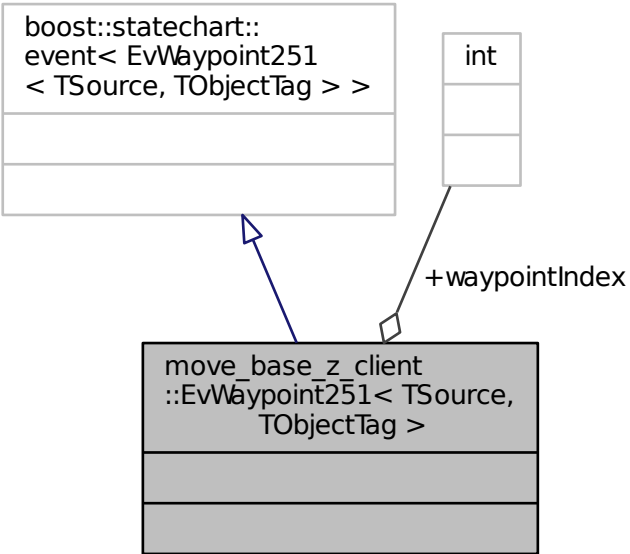 boost::statechart::
event< EvWaypoint251
< TSource, TObjectTag > >
int
+waypointIndex
move_base_z_client
::EvWaypoint251< TSource,
TObjectTag >